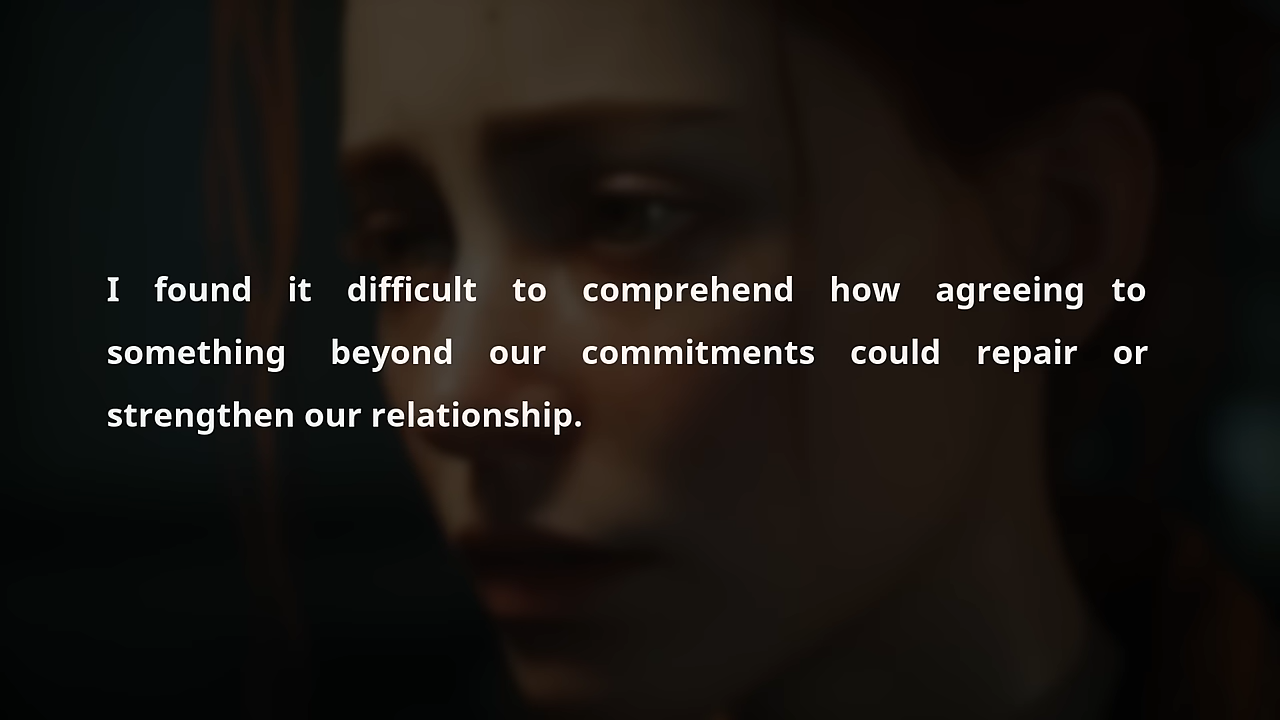 I found it difficult to comprehend how agreeing to
something beyond our commitments could repair or
strengthen our relationship.